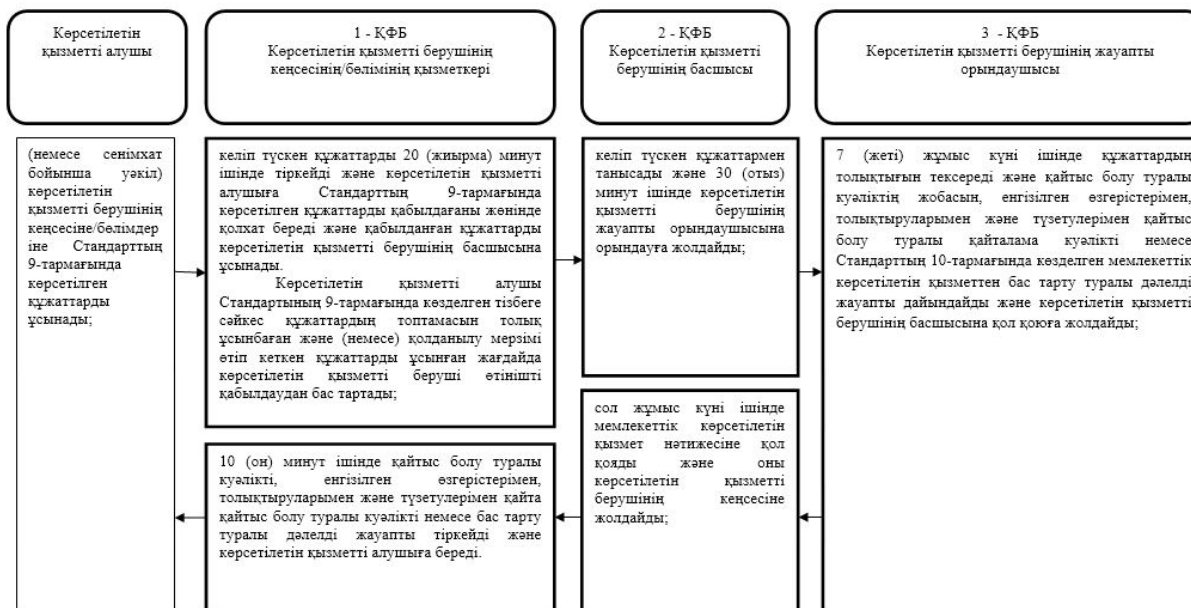 Көрсетілетін
қызметті алушы
1 - ҚФБ
Көрсетілетін қызметті берушінің
кеңсесінің/бөлімінің қызметкері
2 - ҚФБ
Көрсетілетін қызметті
берушінің басшысы
3 - ҚФБ
Көрсетілетін қызметті берушінің жауапты
орындаушысы
(немесе сенімхат
бойынша уәкіл)
көрсетілетін
қызметті берушінің
кеңсесіне/бөлімдер
іне Стандарттың
9-тармағында
көрсетілген
құжаттарды
ұсынады;
келіп түскен құжаттарды 20 (жиырма) минут
ішінде тіркейді және көрсетілетін қызметті
алушыға Стандарттың 9-тармағында
көрсетілген құжаттарды қабылдағаны жөнінде
қолхат береді және қабылданған құжаттарды
көрсетілетін қызметті берушінің басшысына
ұсынады.
Көрсетілетін қызметті алушы
Стандартының 9-тармағында көзделген тізбеге
сәйкес құжаттардың топтамасын толық
ұсынбаған және (немесе) қолданылу мерзімі
өтіп кеткен құжаттарды ұсынған жағдайда
көрсетілетін қызметті беруші өтінішті
қабылдаудан бас тартады;
келіп түскен құжаттармен
танысады және 30 (отыз)
минут ішінде көрсетілетін
қызметті берушінің
жауапты орындаушысына
орындауға жолдайды;
7 (жеті) жұмыс күні ішінде құжаттардың
толықтығын тексереді және қайтыс болу туралы
куәліктің жобасын, енгізілген өзгерістерімен,
толықтыруларымен және түзетулерімен қайтыс
болу туралы қайталама куәлікті немесе
Стандарттың 10-тармағында көзделген мемлекеттік
көрсетілетін қызметтен бас тарту туралы дәлелді
жауапты дайындайды және көрсетілетін қызметті
берушінің басшысына қол қоюға жолдайды;
сол жұмыс күні ішінде
мемлекеттік көрсетілетін
қызмет нәтижесіне қол
қояды және оны
көрсетілетін қызметті
берушінің кеңсесіне
жолдайды;
10 (он) минут ішінде қайтыс болу туралы
куәлікті, енгізілген өзгерістерімен,
толықтыруларымен және түзетулерімен қайта
қайтыс болу туралы куәлікті немесе бас тарту
туралы дәлелді жауапты тіркейді және
көрсетілетін қызметті алушыға береді.